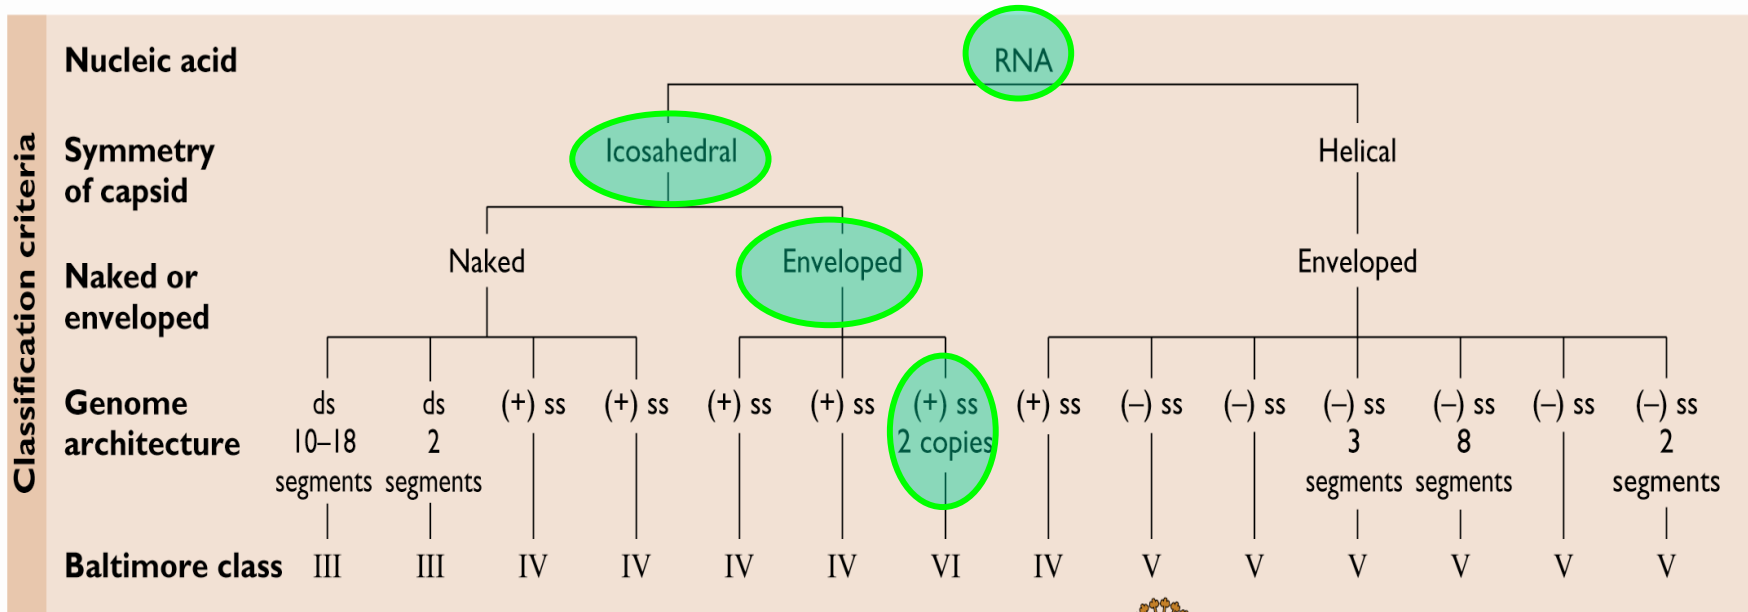 Classification criteria
Nucleic acid
RNA
Symmetry
of capsid
Icosahedral
Helical
Naked or
enveloped
Naked
Enveloped
Enveloped
Genome
architecture
ds
10–18
segments
ds
2
segments
(+) ss
(+) ss
(+) ss
(+) ss
(+) ss
2 copies
(+) ss
(–) ss
(–) ss
(–) ss
3
segments
(–) ss
8
segments
(–) ss
(–) ss
2
segments
Baltimore class
III
III
IV
IV
IV
IV
VI
IV
V
V
V
V
V
V